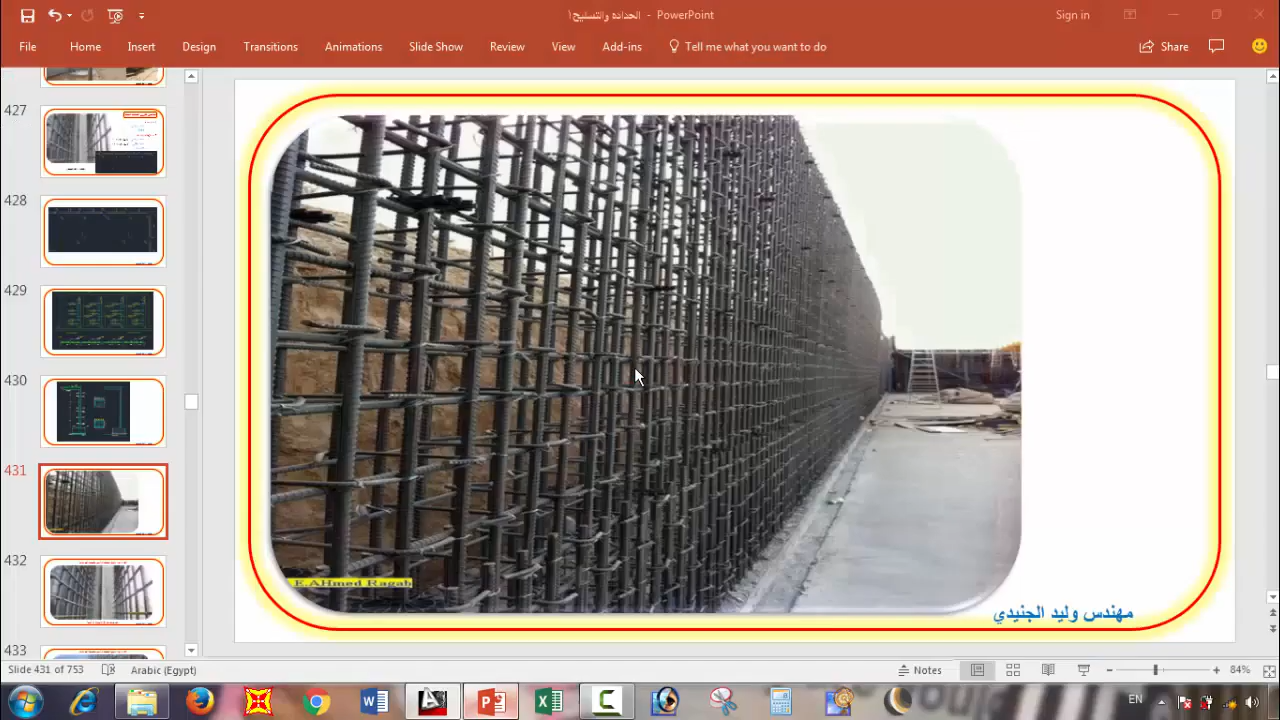 الحداده والتسليح١ - PowerPoint
Sign in
File Home Insert Design Transitions Animations Slide Show Review View Add-ins Tell me what you want to do
Share
427
428
429
430
431
432
433
E.AHmed Ragab
مهندس وليد الجنيدي
Slide 431 of 753
Arabic (Egypt)
Notes
84%
EN